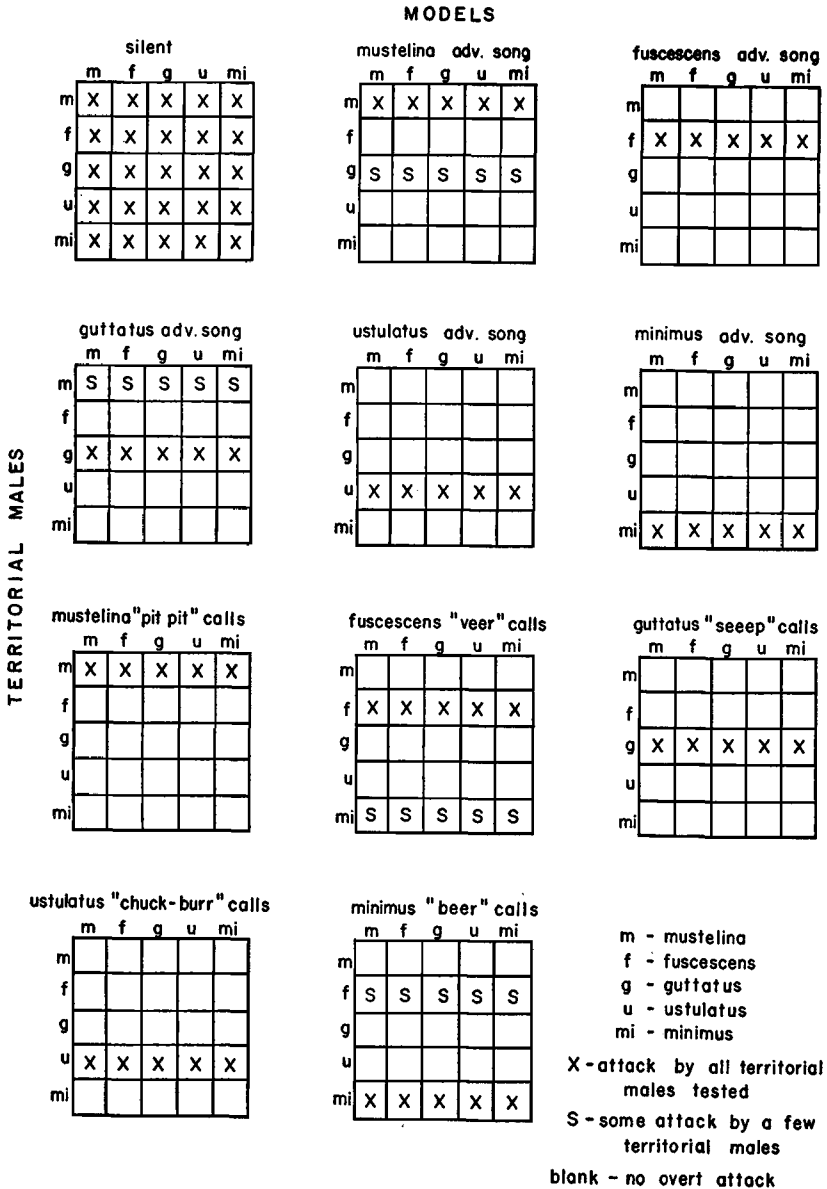 MODELS
TERRITORIAL MALES
silent
m f g u mi
m X X X X X
f X X X X X
g X X X X X
u X X X X X
mi X X X X X
mustelina adv. song
m f g u mi
m X X X X X
f
g S S S S S
u
mi
fuscescens adv. song
m f g u mi
m
f X X X X X
g
u
mi
guttatus adv. song
m f g u mi
m S S S S S
f
g X X X X X
u
mi
ustulatus adv. song
m f g u mi
m
f
g
u X X X X X
mi
minimus adv. song
m f g u mi
m
f
g
u
mi X X X X X
mustelina "pit pit" calls
m f g u mi
m X X X X X
f
g
u
mi
fuscescens "veer" calls
m f g u mi
m
f X X X X X
g
u
mi S S S S S
guttatus "seeep" calls
m f g u mi
m
f
g X X X X X
u
mi
ustulatus "chuck-burr" calls
m f g u mi
m
f
g
u X X X X X
mi
minimus "beer" calls
m f g u mi
m
f S S S S S
g
u
mi X X X X X
m - mustelina
f - fuscescens
g - guttatus
u - ustulatus
mi - minimus
X - attack by all territorial
males tested
S - some attack by a few
territorial males
blank - no overt attack